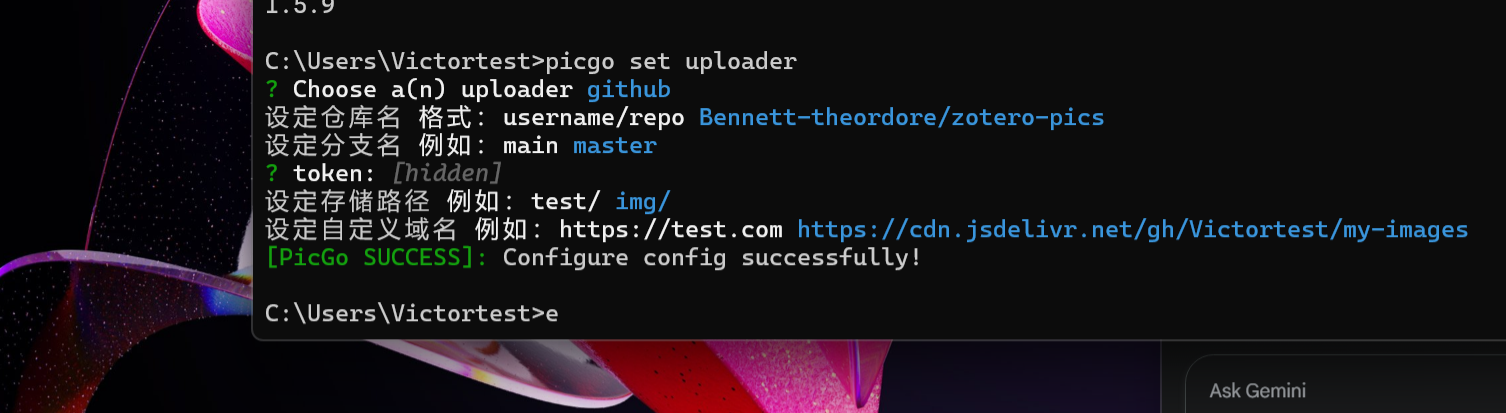 1.5.9
C:\Users\Victortest>picgo set uploader
? Choose a(n) uploader github
设定仓库名 格式: username/repo Bennett-theordore/zotero-pics
设定分支名 例如: main master
? token: [hidden]
设定存储路径 例如: test/ img/
设定自定义域名 例如: https://test.com https://cdn.jsdelivr.net/gh/Victortest/my-images
[PicGo SUCCESS]: Configure config successfully!
C:\Users\Victortest>e
Ask Gemini